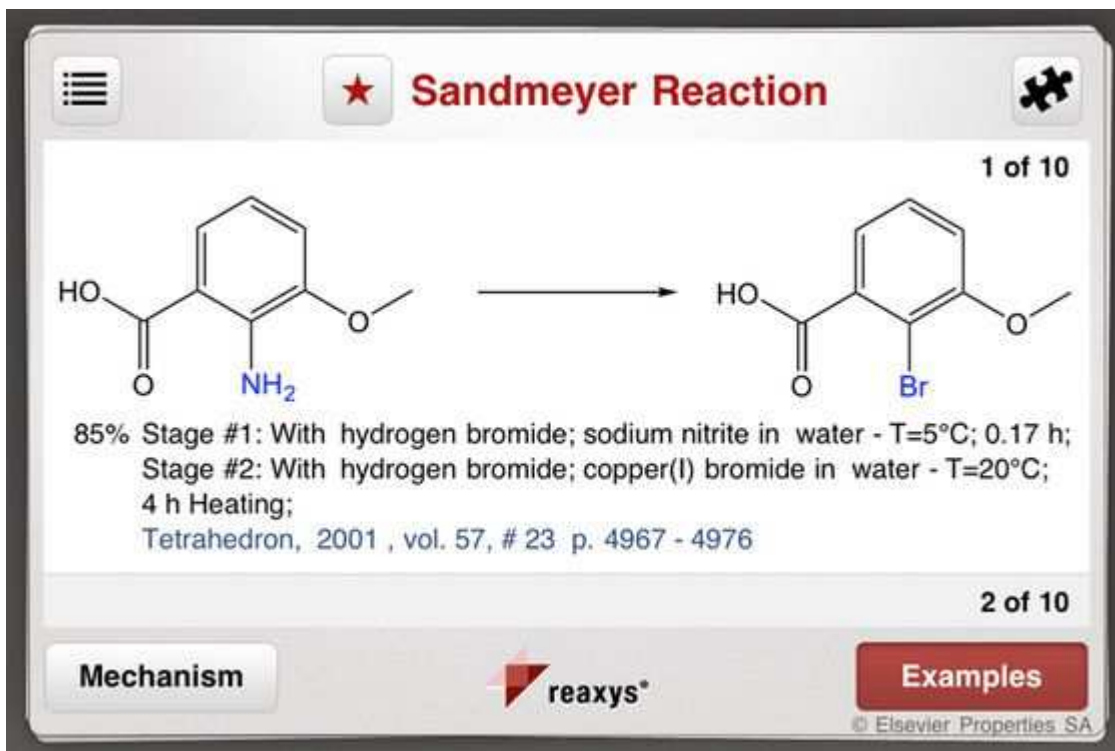 Sandmeyer Reaction
1 of 10
HO
O
NH2
O
HO
O
Br
O
85% Stage #1: With hydrogen bromide; sodium nitrite in water - T=5°C; 0.17 h;
Stage #2: With hydrogen bromide; copper(I) bromide in water - T=20°C;
4 h Heating;
Tetrahedron, 2001 , vol. 57, # 23 p. 4967 - 4976
2 of 10
Mechanism
reaxys®
Examples
© Elsevier Properties SA